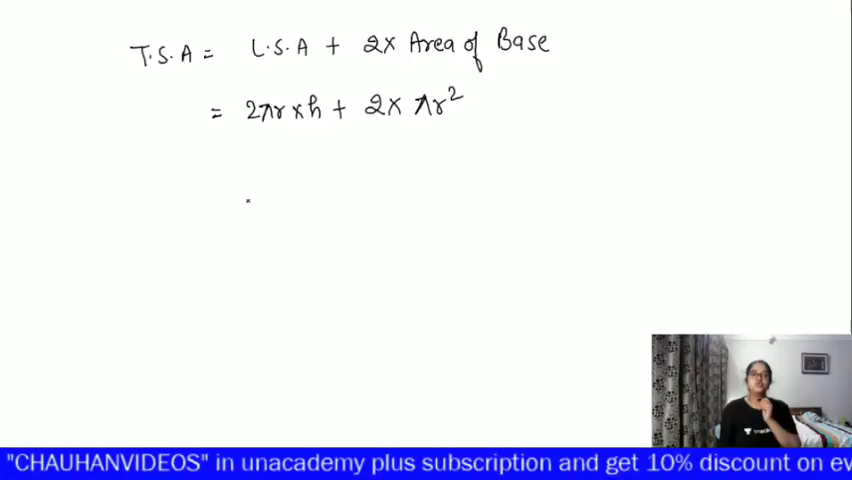 T.S.A = L.S.A + 2x Area of Base
= 2πr x h + 2x πr²
"CHAUHANVIDEOS" in unacademy plus subscription and get 10% discount on ev